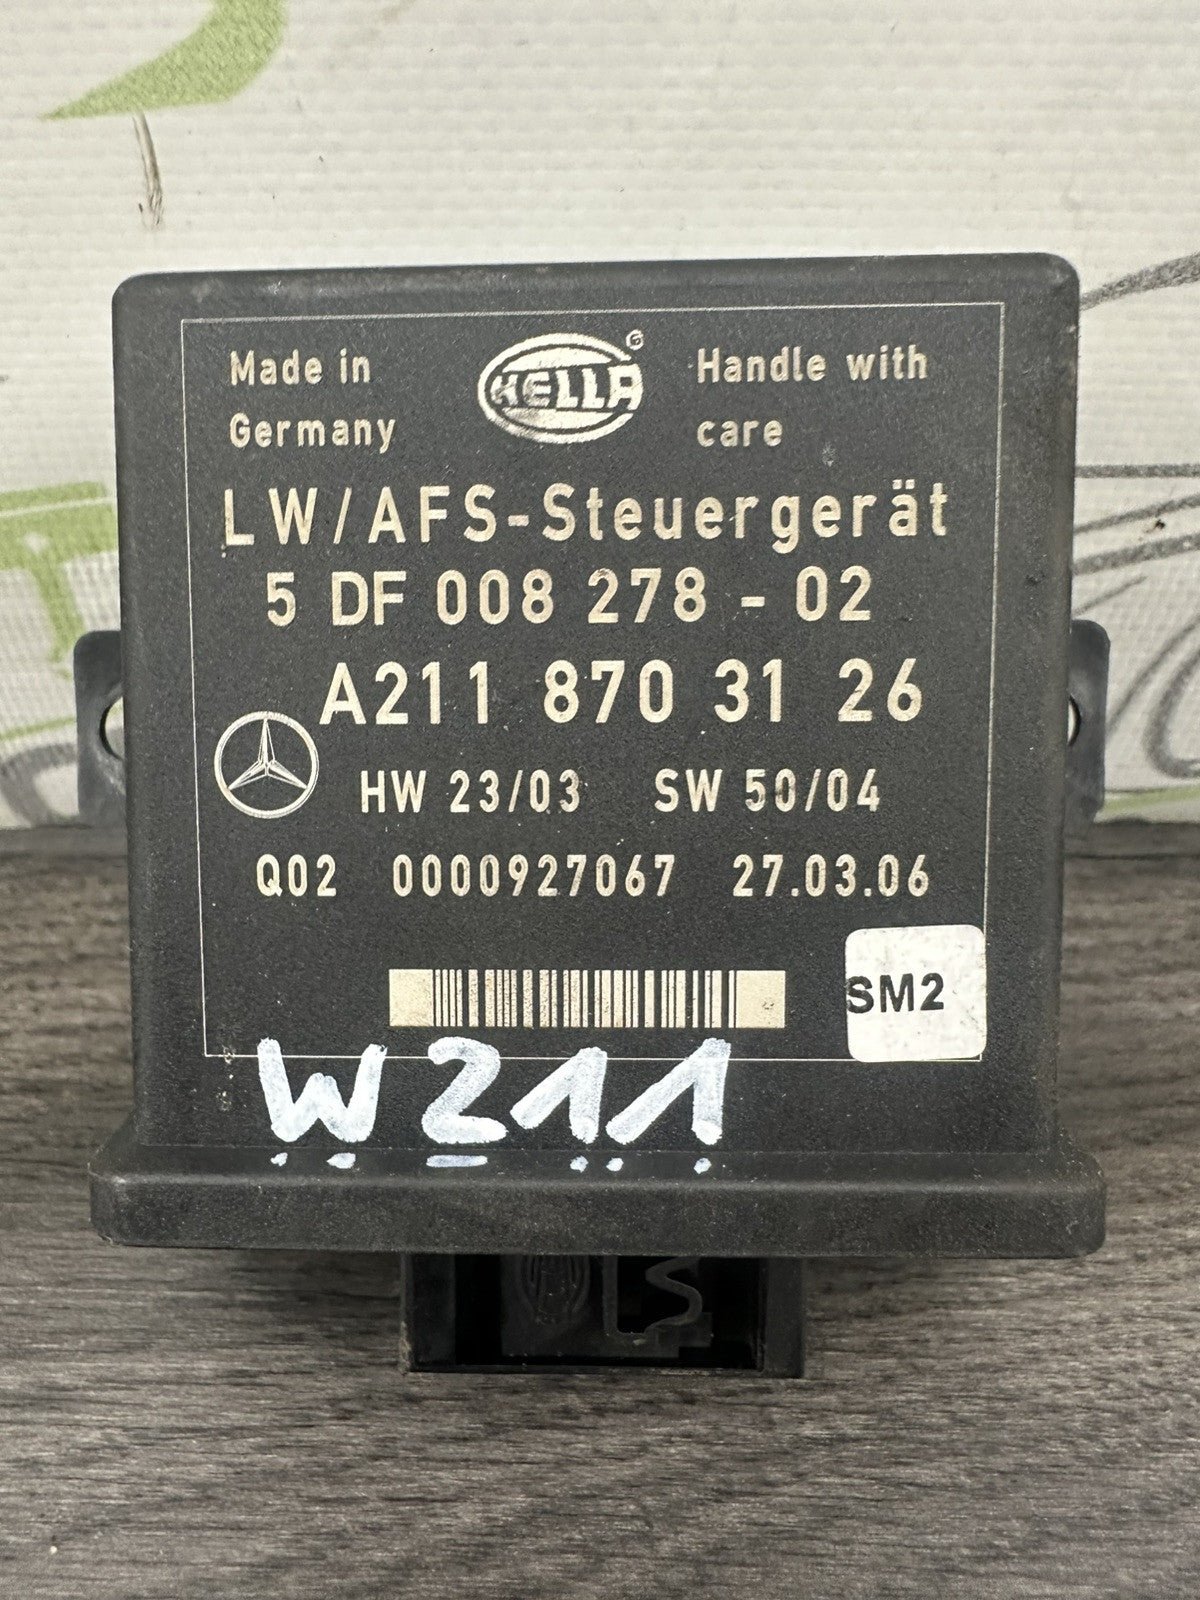 Made in
Germany
HELLA
Handle with
care
LW/AFS-Steuergerät
5 DF 008 278 - 02
A211 870 31 26
HW 23/03 SW 50/04
Q02 0000927067 27.03.06
SM2
W211